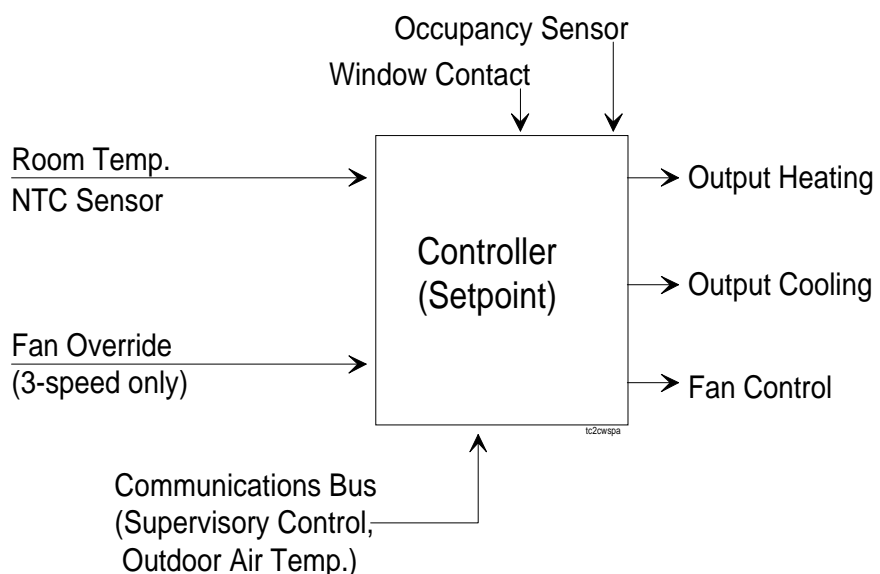 Occupancy Sensor
Window Contact
Room Temp.
NTC Sensor
Output Heating
Controller
(Setpoint)
Output Cooling
Fan Override
(3-speed only)
Fan Control
tc2cwspa
Communications Bus
(Supervisory Control,
Outdoor Air Temp.)